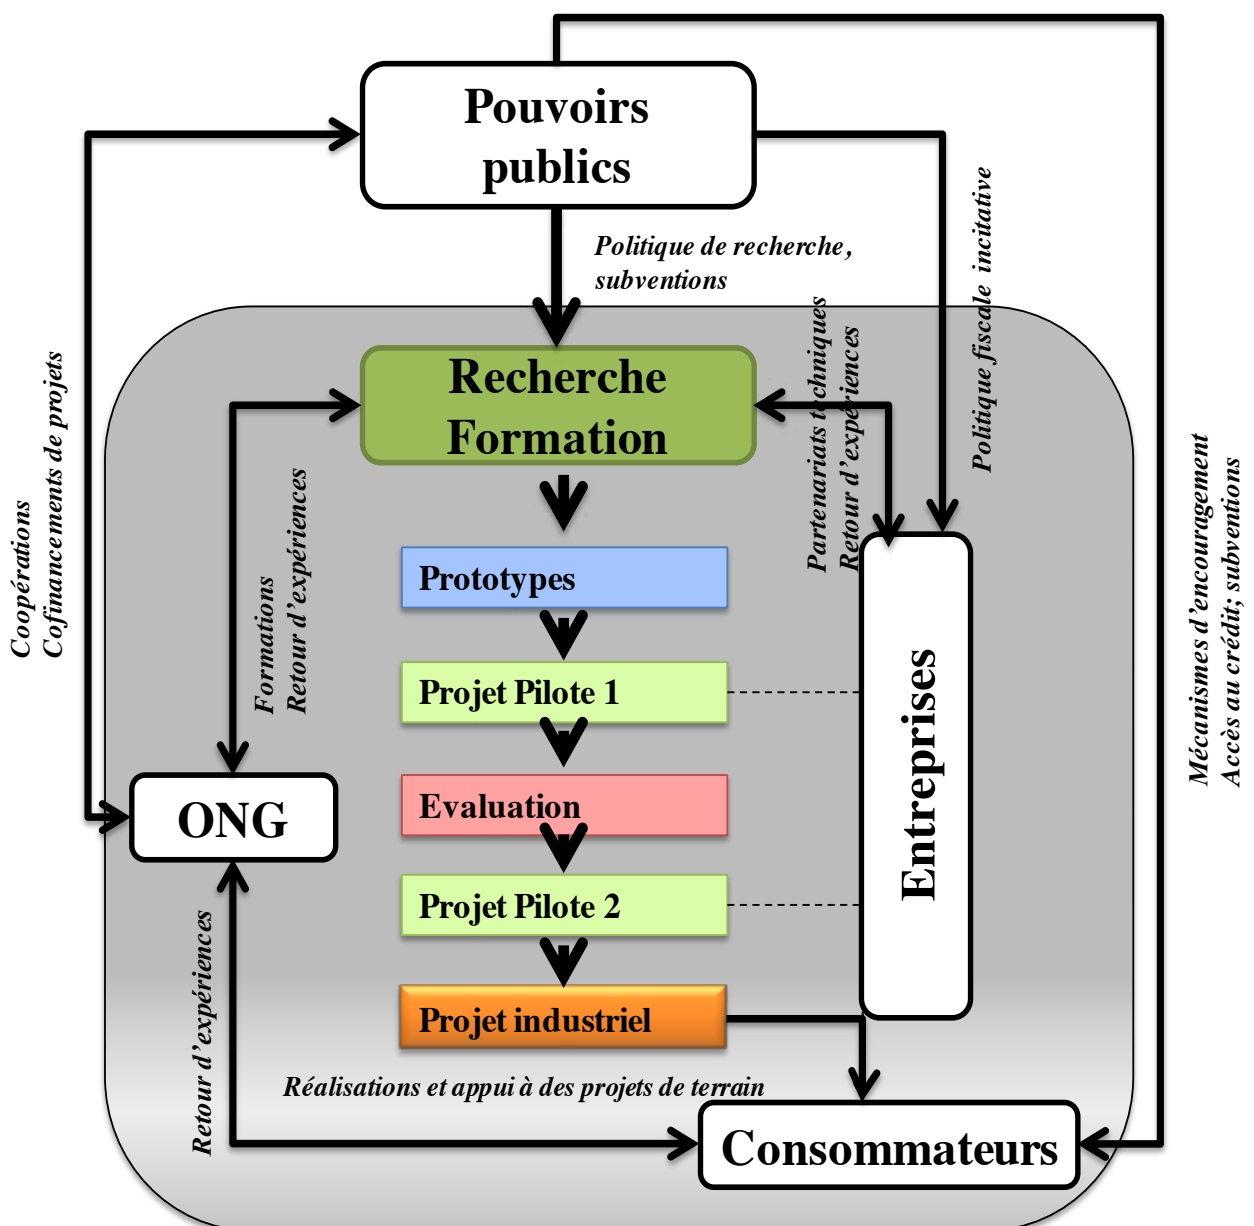 Pouvoirs
publics
Politique de recherche,
subventions
Politique fiscale incitative
Recherche
Formation
Partenariats techniques
Retour d'expériences
Coopérations
Cofinancements de projets
Formations
Retour d'expériences
Mécanismes d'encouragement
Accès au crédit; subventions
Prototypes
Projet Pilote 1
Evaluation
Projet Pilote 2
Projet industriel
Entreprises
ONG
Retour d'expériences
Réalisations et appui à des projets de terrain
Consommateurs